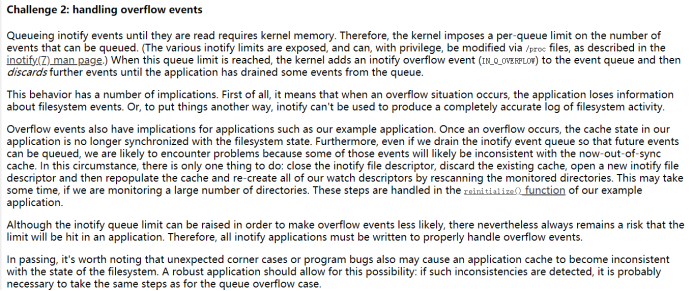 Challenge 2: handling overflow events
Queueing inotify events until they are read requires kernel memory. Therefore, the kernel imposes a per-queue limit on the number of
events that can be queued. (The various inotify limits are exposed, and can, with privilege, be modified via /proc files, as described in the
inotify(7) man page.) When this queue limit is reached, the kernel adds an inotify overflow event (IN_Q_OVERFLOW) to the event queue and then
discards further events until the application has drained some events from the queue.
This behavior has a number of implications. First of all, it means that when an overflow situation occurs, the application loses information
about filesystem events. Or, to put things another way, inotify can't be used to produce a completely accurate log of filesystem activity.
Overflow events also have implications for applications such as our example application. Once an overflow occurs, the cache state in our
application is no longer synchronized with the filesystem state. Furthermore, even if we drain the inotify event queue so that future events
can be queued, we are likely to encounter problems because some of those events will likely be inconsistent with the now-out-of-sync
cache. In this circumstance, there is only one thing to do: close the inotify file descriptor, discard the existing cache, open a new inotify file
descriptor and then repopulate the cache and re-create all of our watch descriptors by rescanning the monitored directories. This may take
some time, if we are monitoring a large number of directories. These steps are handled in the reinitialize() function of our example
application.
Although the inotify queue limit can be raised in order to make overflow events less likely, there nevertheless always remains a risk that the
limit will be hit in an application. Therefore, all inotify applications must be written to properly handle overflow events.
In passing, it's worth noting that unexpected corner cases or program bugs also may cause an application cache to become inconsistent
with the state of the filesystem. A robust application should allow for this possibility: if such inconsistencies are detected, it is probably
necessary to take the same steps as for the queue overflow case.